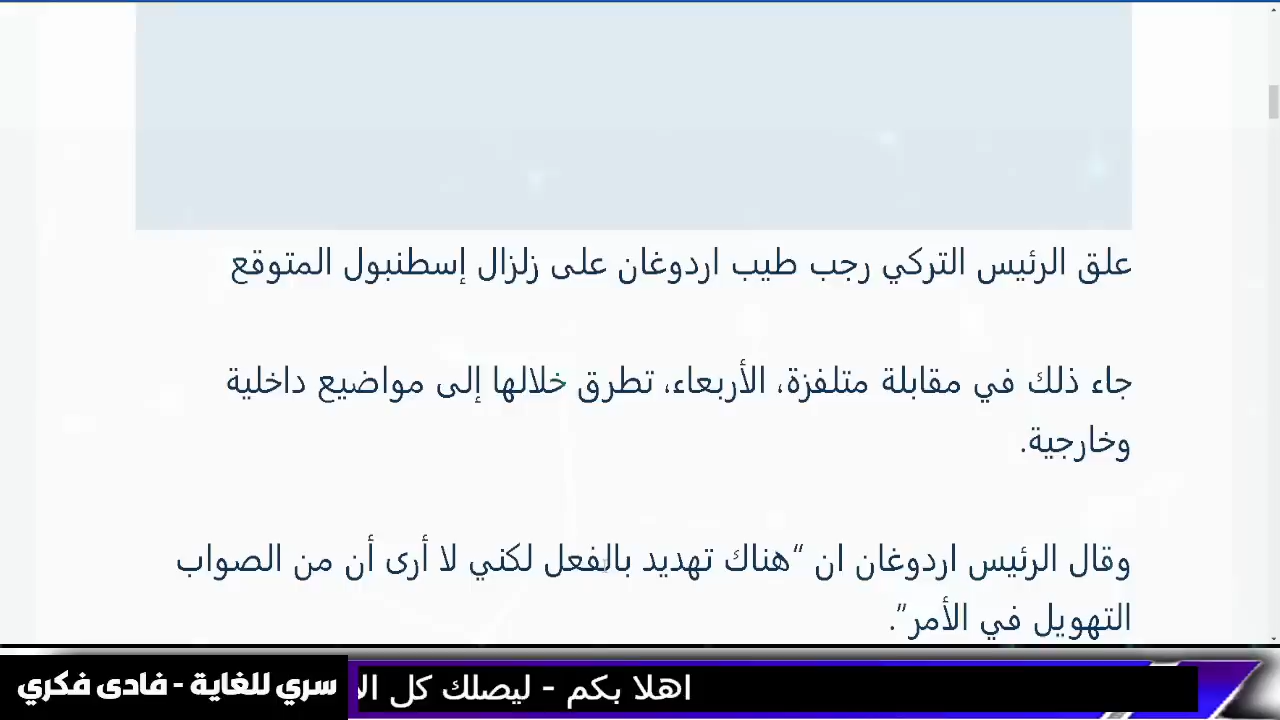 علق الرئيس التركي رجب طيب اردوغان على زلزال إسطنبول المتوقع
جاء ذلك في مقابلة متلفزة، الأربعاء، تطرق خلالها إلى مواضيع داخلية
وخارجية.
وقال الرئيس اردوغان ان “هناك تهديد بالفعل لكني لا أرى أن من الصواب
التهويل في الأمر”.
اهلا بكم - ليصلك كل
سري للغاية - فادى فكري